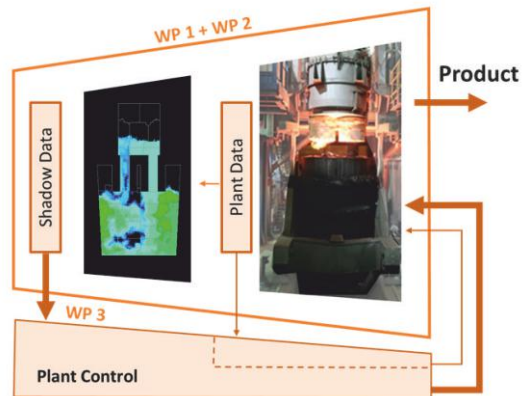 WP 1 + WP 2
Product
Shadow Data
Plant Data
WP 3
Plant Control